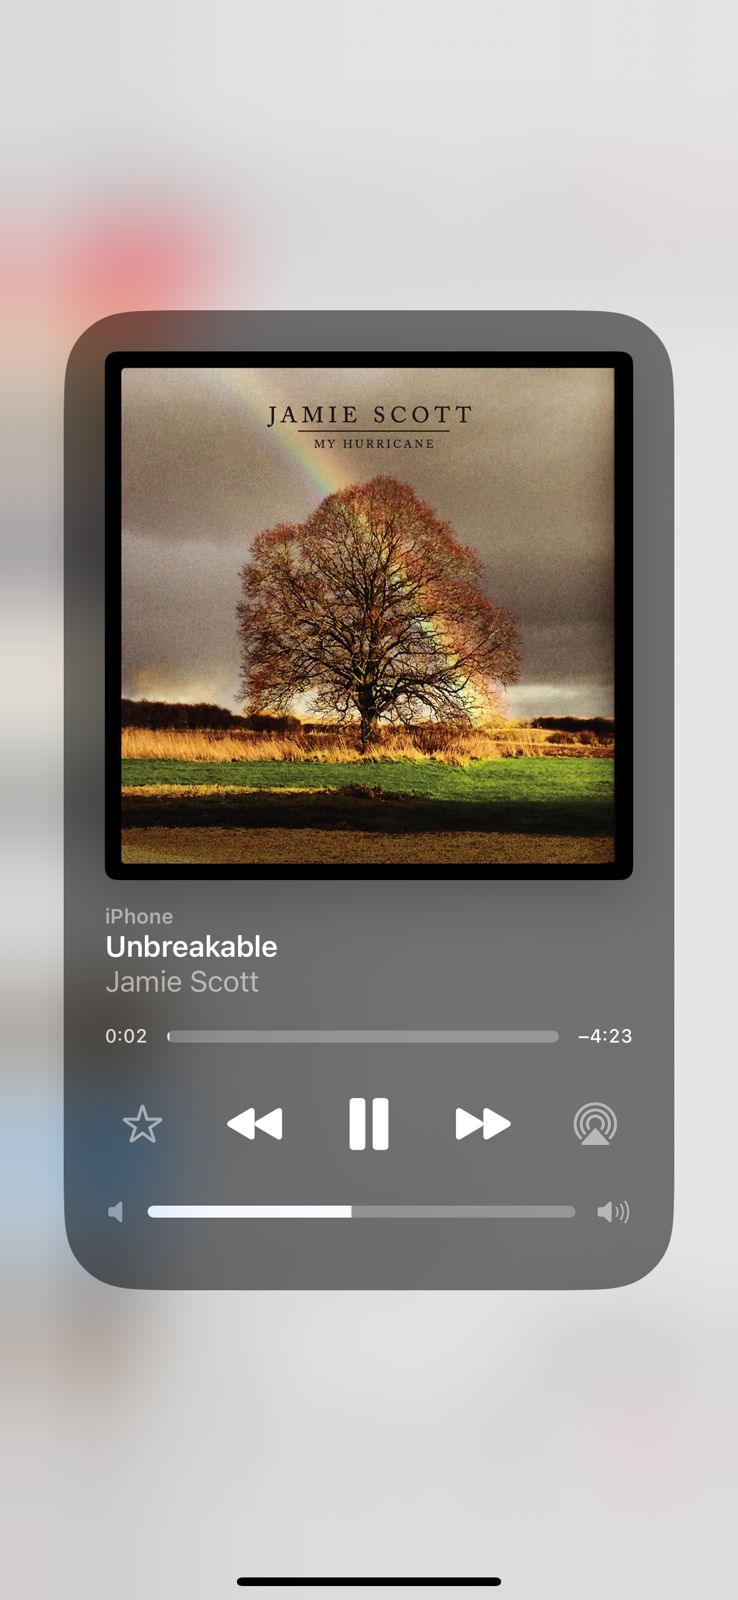 JAMIE SCOTT
MY HURRICANE
iPhone
Unbreakable
Jamie Scott
0:02 –4:23